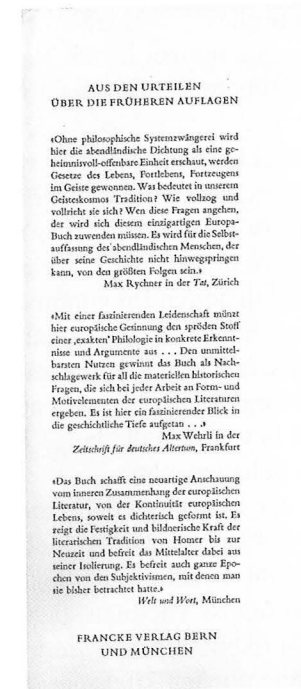 AUS DEN URTEILEN
ÜBER DIE FRÜHEREN AUFLAGEN
«Ohne philosophische Systemzwängerei wird
hier die abendländische Dichtung als eine ge-
heimnisvoll-offenbare Einheit erschaut, werden
Gesetze des Lebens, Fortlebens, Fortzeugens
im Geiste gewonnen. Was bedeutet in unserem
Geisteskosmos Tradition? Wie vollzog und
vollzieht sie sich? Wen diese Fragen angehen,
der wird sich diesem einzigartigen Europa-
Buch zuwenden müssen. Es wird für die Selbst-
auffassung des abendländischen Menschen, der
über seine Geschichte nicht hinwegspringen
kann, von den größten Folgen sein.»
Max Rychner in der Tat, Zürich
«Mit einer faszinierenden Leidenschaft münzt
hier europäische Gesinnung den spröden Stoff
einer ‚exakten‘ Philologie in konkrete Erkennt-
nisse und Argumente aus . . . Den unmittel-
barsten Nutzen gewinnt das Buch als Nach-
schlagewerk für all die materiellen historischen
Fragen, die sich bei jeder Arbeit an Form- und
Motivelementen der europäischen Literaturen
ergeben. Es ist hier ein faszinierender Blick in
die geschichtliche Tiefe aufgetan . . .»
Max Wehrli in der
Zeitschrift für deutsches Altertum, Frankfurt
«Das Buch schafft eine neuartige Anschauung
vom inneren Zusammenhang der europäischen
Literatur, von der Kontinuität europäischen
Lebens, soweit es dichterisch geformt ist. Es
zeigt die Festigkeit und bildnerische Kraft der
literarischen Tradition von Homer bis zur
Neuzeit und befreit das Mittelalter dabei aus
seiner Isolierung. Es befreit auch ganze Epo-
chen von den Subjektivismen, mit denen man
sie bisher betrachtet hatte.»
Welt und Wort, München
FRANCKE VERLAG BERN
UND MÜNCHEN